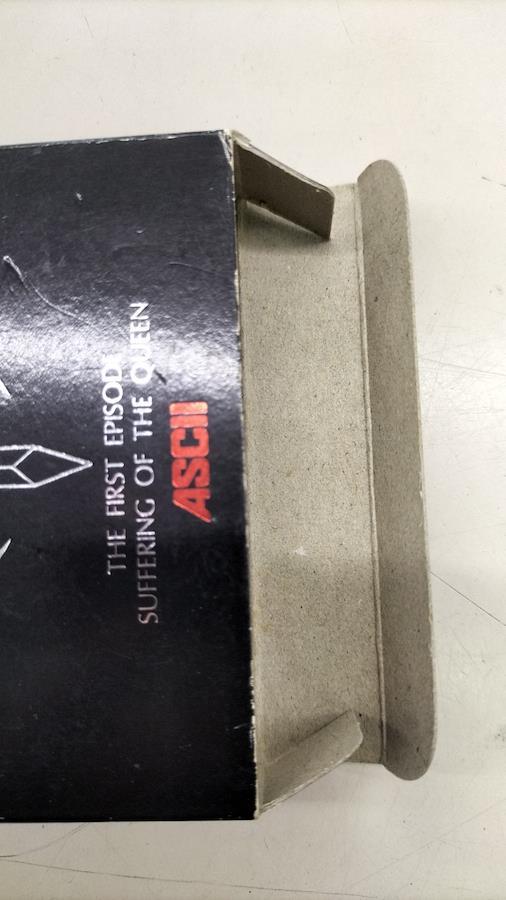 THE FIRST EPISODE
SUFFERING OF THE QUEEN
ASCII